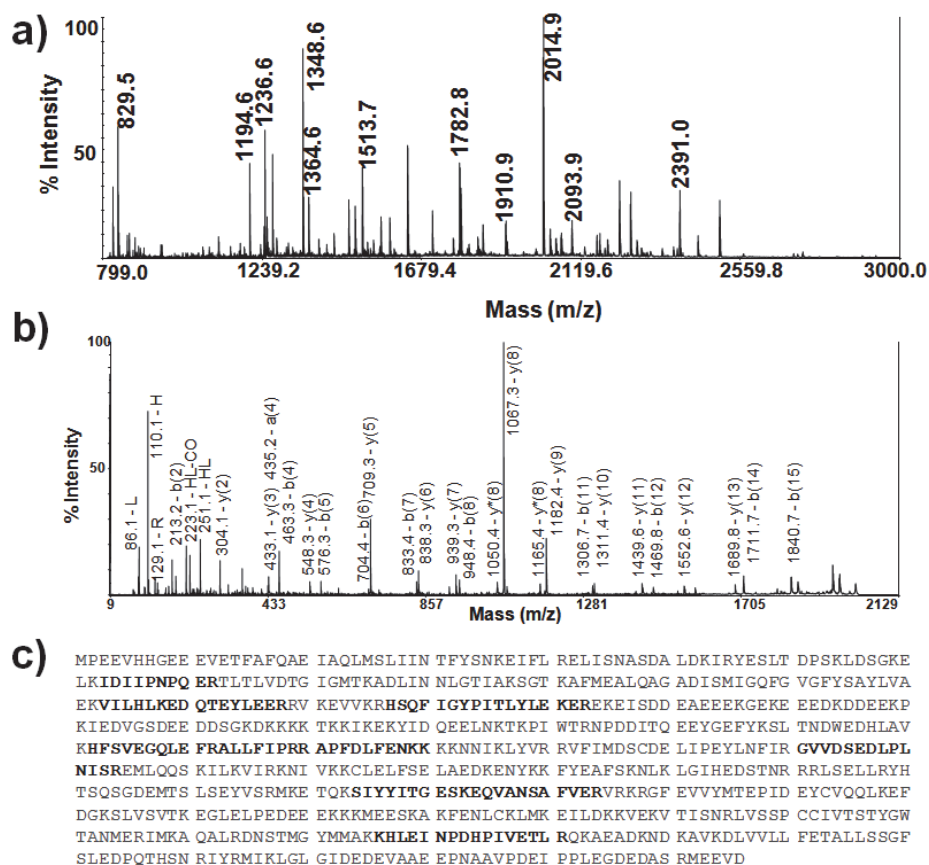 a)
100
50
% Intensity
829.5
1194.6
1236.6
1348.6
1364.6
1513.7
1782.8
1910.9
2014.9
2093.9
2391.0
799.0 1239.2 1679.4 2119.6 2559.8 3000.0
Mass (m/z)
b)
100
50
% Intensity
86.1 - L
110.1 - H
129.1 - R
213.2 - b(2)
223.1 - HL-CO
251.1 - HL
304.1 - y(2)
433.1 - y(3)
435.2 - a(4)
463.3 - b(4)
548.3 - y(4)
576.3 - b(5)
704.4 - b(6)
709.3 - y(5)
833.4 - b(7)
838.3 - y(6)
939.3 - y(7)
948.4 - b(8)
1050.4 - y*(8)
1067.3 - y(8)
1165.4 - y*(8)
1182.4 - y(9)
1306.7 - b(11)
1311.4 - y(10)
1439.6 - y(11)
1469.8 - b(12)
1552.6 - y(12)
1689.8 - y(13)
1711.7 - b(14)
1840.7 - b(15)
9 433 857 1281 1705 2129
Mass (m/z)
c)
MPEEVHHGEE EVETFAFQAE IAQLMSLIIN TFYSNKEIFL RELISNASDA LDKIRYESLT DPSKLDSGKE
LKIDIIPNPQ ERTLTLVDTG IGMTKADLIN NLGTIAKSGT KAFMEALQAG ADISMIGQFG VGFYSAYLVA
EKVILHLKED QTEYLEERRV KEVVKRHSQF IGYPITLYLE KEREKEISDD EAEEEKGEKE EEDKDDEEKP
KIEDVGSDEE DDSGKDKKKK TKKIKEKYID QEELNKTKPI WTRNPDDITQ EEYGEFYKSL TNDWEDHLAV
KHFSVEGQLE FRALLFIPRR APFDLFENKK KKNNIKLYVR RVFIMDSCDE LIPEYLNFIR GVVDSEDLPL
NISREMLQQS KILKVIRKNI VKKCLELFSE LAEDKENYKK FYEAFSKNLK LGIHEDSTNR RRLSELLRYH
TSQSGDEMTS LSEYVSRMKE TQKSIYYITG ESKEQVANSA FVERVRKRGF EVVYMTEPID EYCVQQLKEF
DGKSLVSVTK EGLELPEDEE EKKKMEESKA KFENLCKLMK EILDKKVEKV TISNRLVSSP CCIVTSTYGW
TANMERIMKA QALRDNSTMG YMMAKKHLEI NPDHPIVETL RQKAEADKND KAVKDLVVLL FETALLSSGF
SLEDPQTHSN RIYRMIKLGL GIDEDEVAAE EPNAAVPDEI PPLEGDEDAS RMEEVD